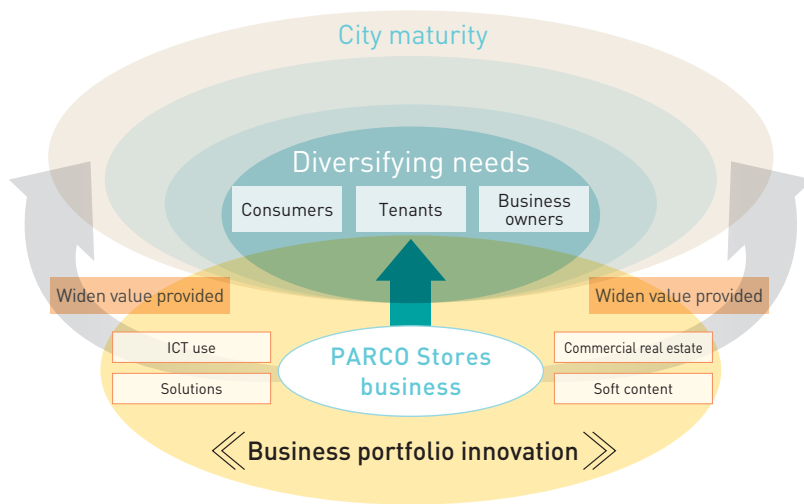 City maturity
Diversifying needs
Consumers
Tenants
Business
owners
Widen value provided
Widen value provided
ICT use
Commercial real estate
PARCO Stores
business
Solutions
Soft content
Business portfolio innovation